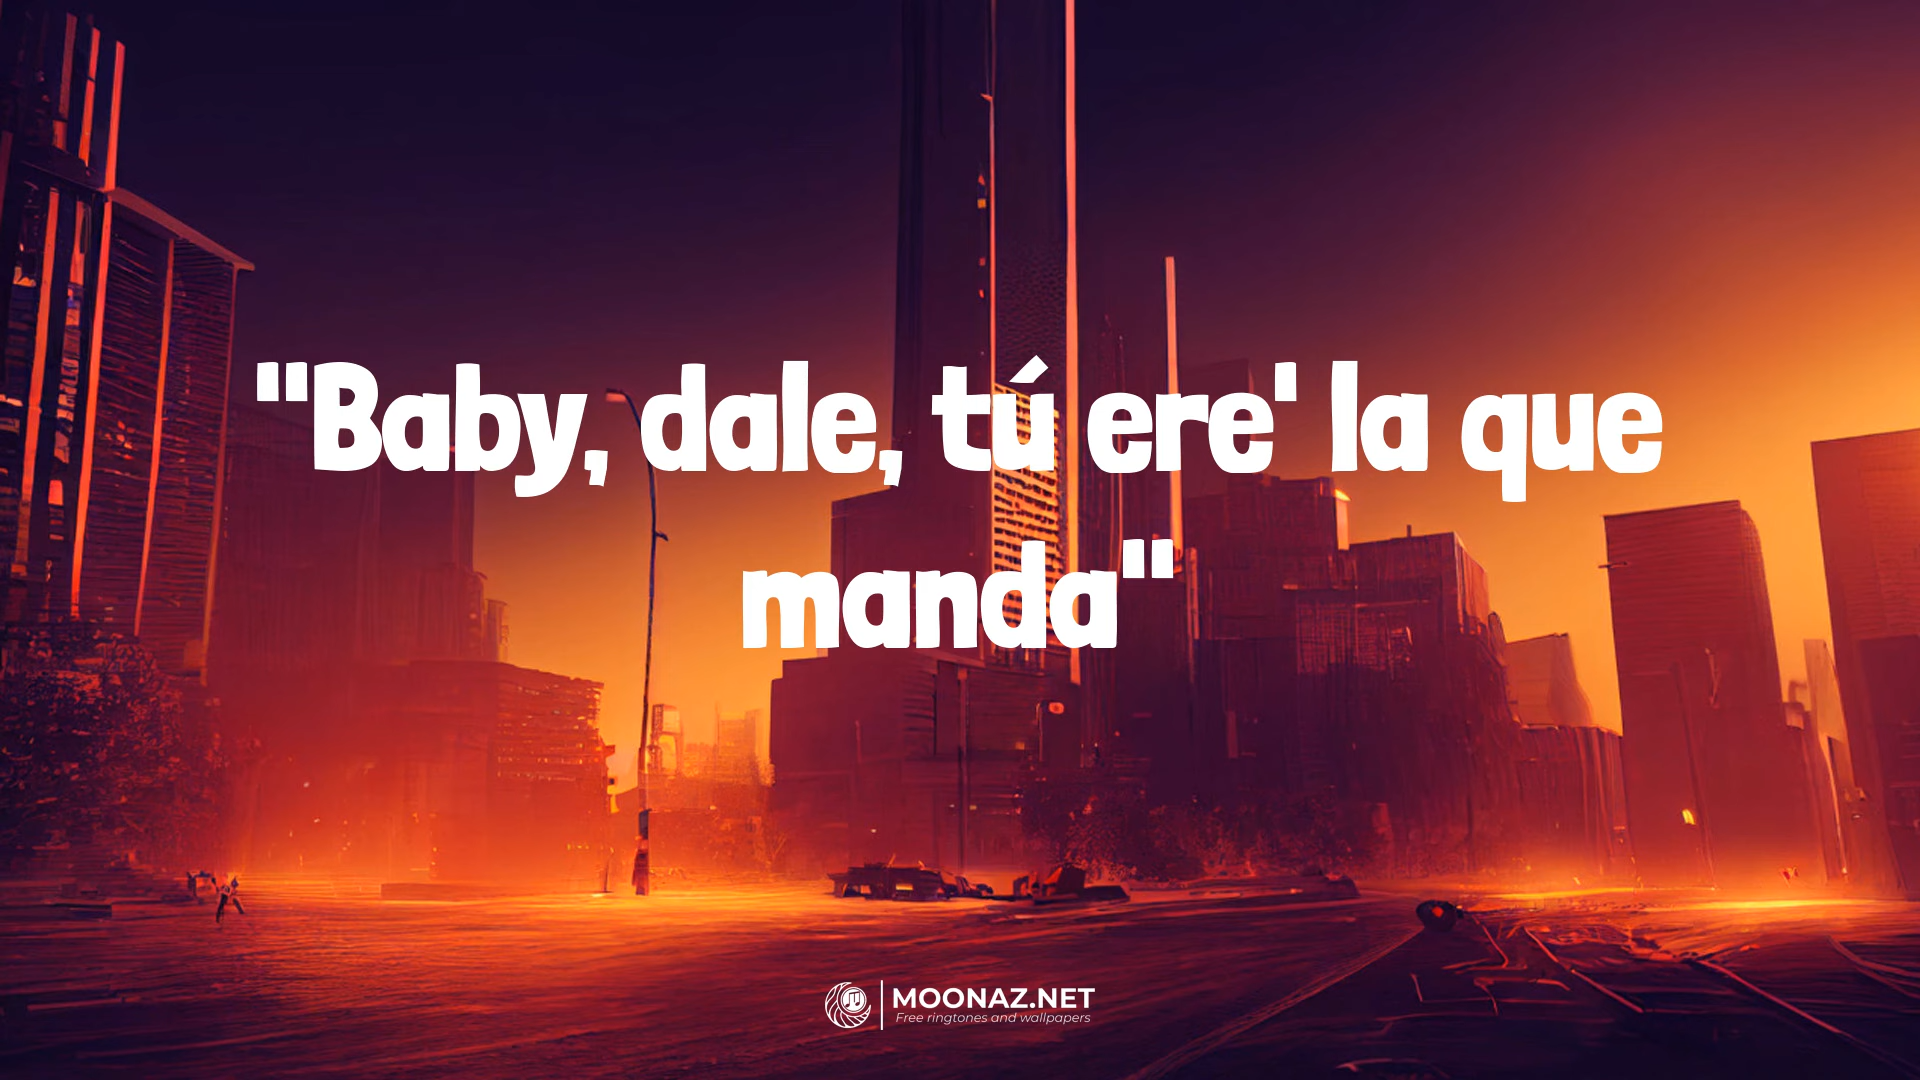 "Baby, dale, tú ere' la que
manda"
MOONAZ.NET
Free ringtones and wallpapers